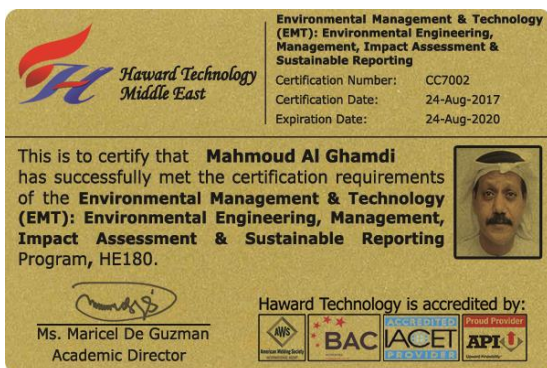 Haward Technology
Middle East
Environmental Management & Technology
(EMT): Environmental Engineering,
Management, Impact Assessment &
Sustainable Reporting
Certification Number: CC7002
Certification Date: 24-Aug-2017
Expiration Date: 24-Aug-2020
This is to certify that Mahmoud Al Ghamdi
has successfully met the certification requirements
of the Environmental Management & Technology
(EMT): Environmental Engineering, Management,
Impact Assessment & Sustainable Reporting
Program, HE180.
Ms. Maricel De Guzman
Academic Director
Haward Technology is accredited by:
AWS
American Welding Society
BAC
ACCREDITED
IACET
PROVIDER
Proud Provider
API U